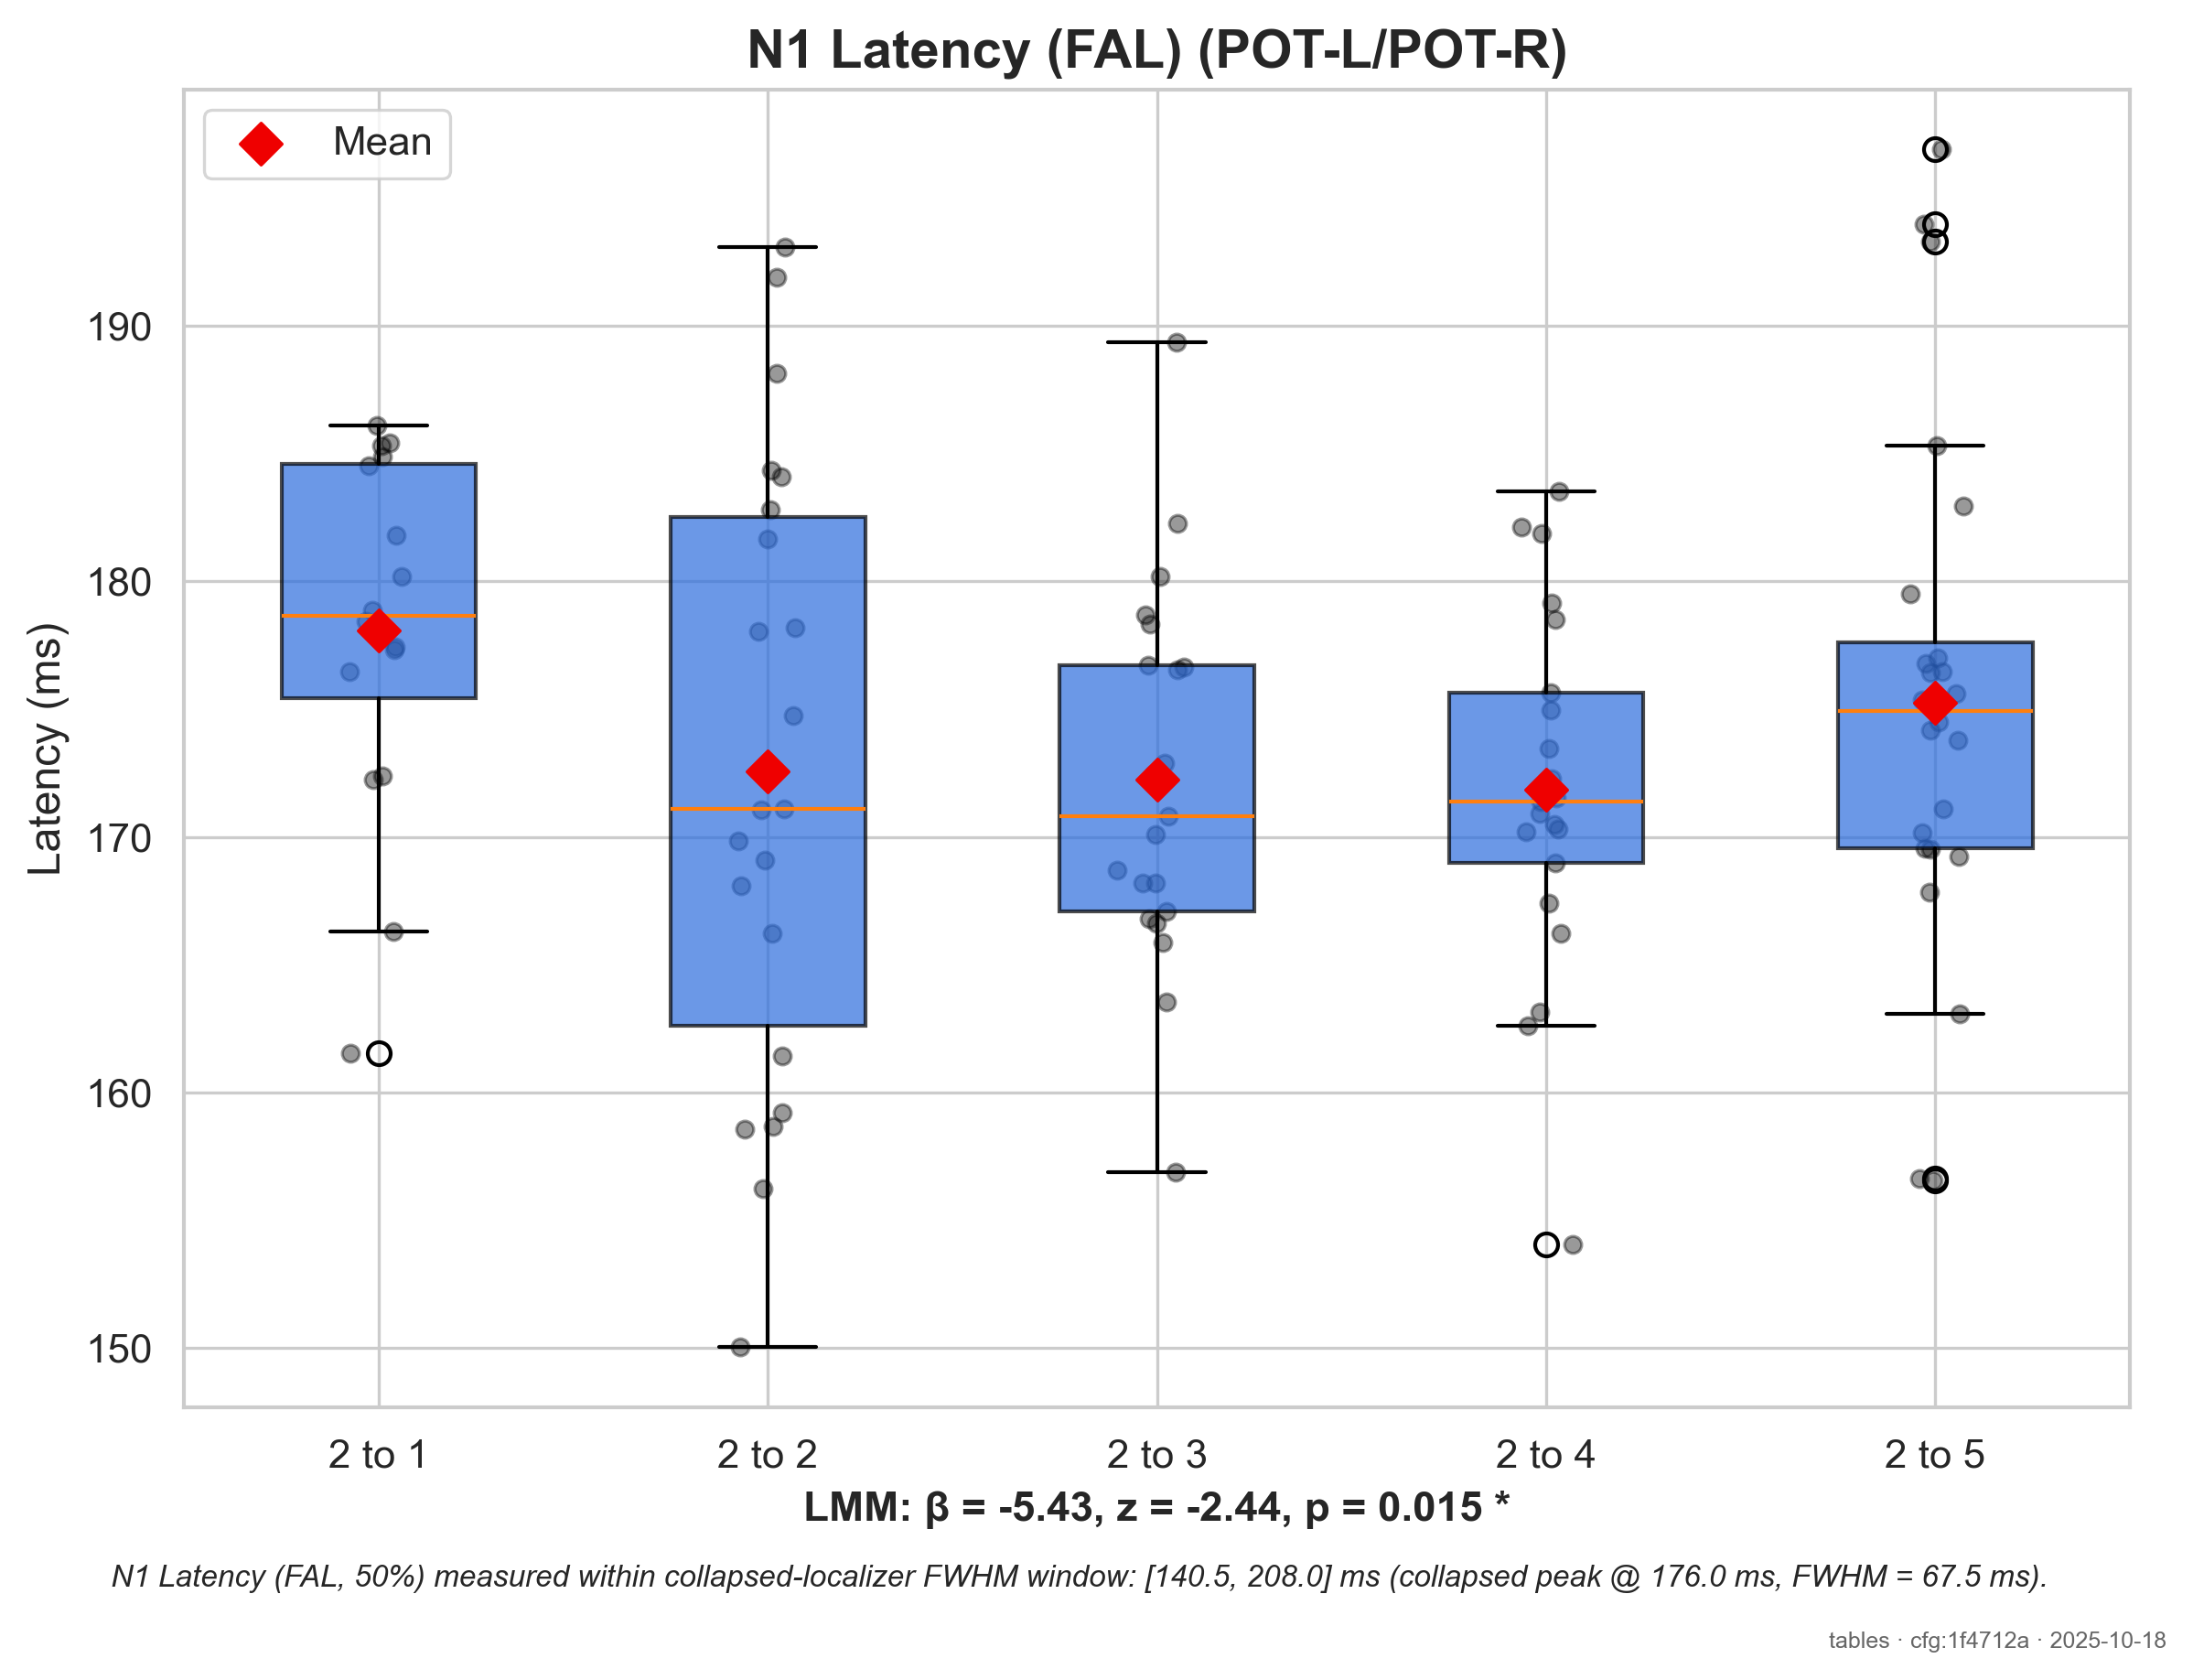 N1 Latency (FAL) (POT-L/POT-R)
Mean
Latency (ms)
190
180
170
160
150
2 to 1
2 to 2
2 to 3
2 to 4
2 to 5
LMM: β = -5.43, z = -2.44, p = 0.015 *
N1 Latency (FAL, 50%) measured within collapsed-localizer FWHM window: [140.5, 208.0] ms (collapsed peak @ 176.0 ms, FWHM = 67.5 ms).
tables · cfg:1f4712a · 2025-10-18